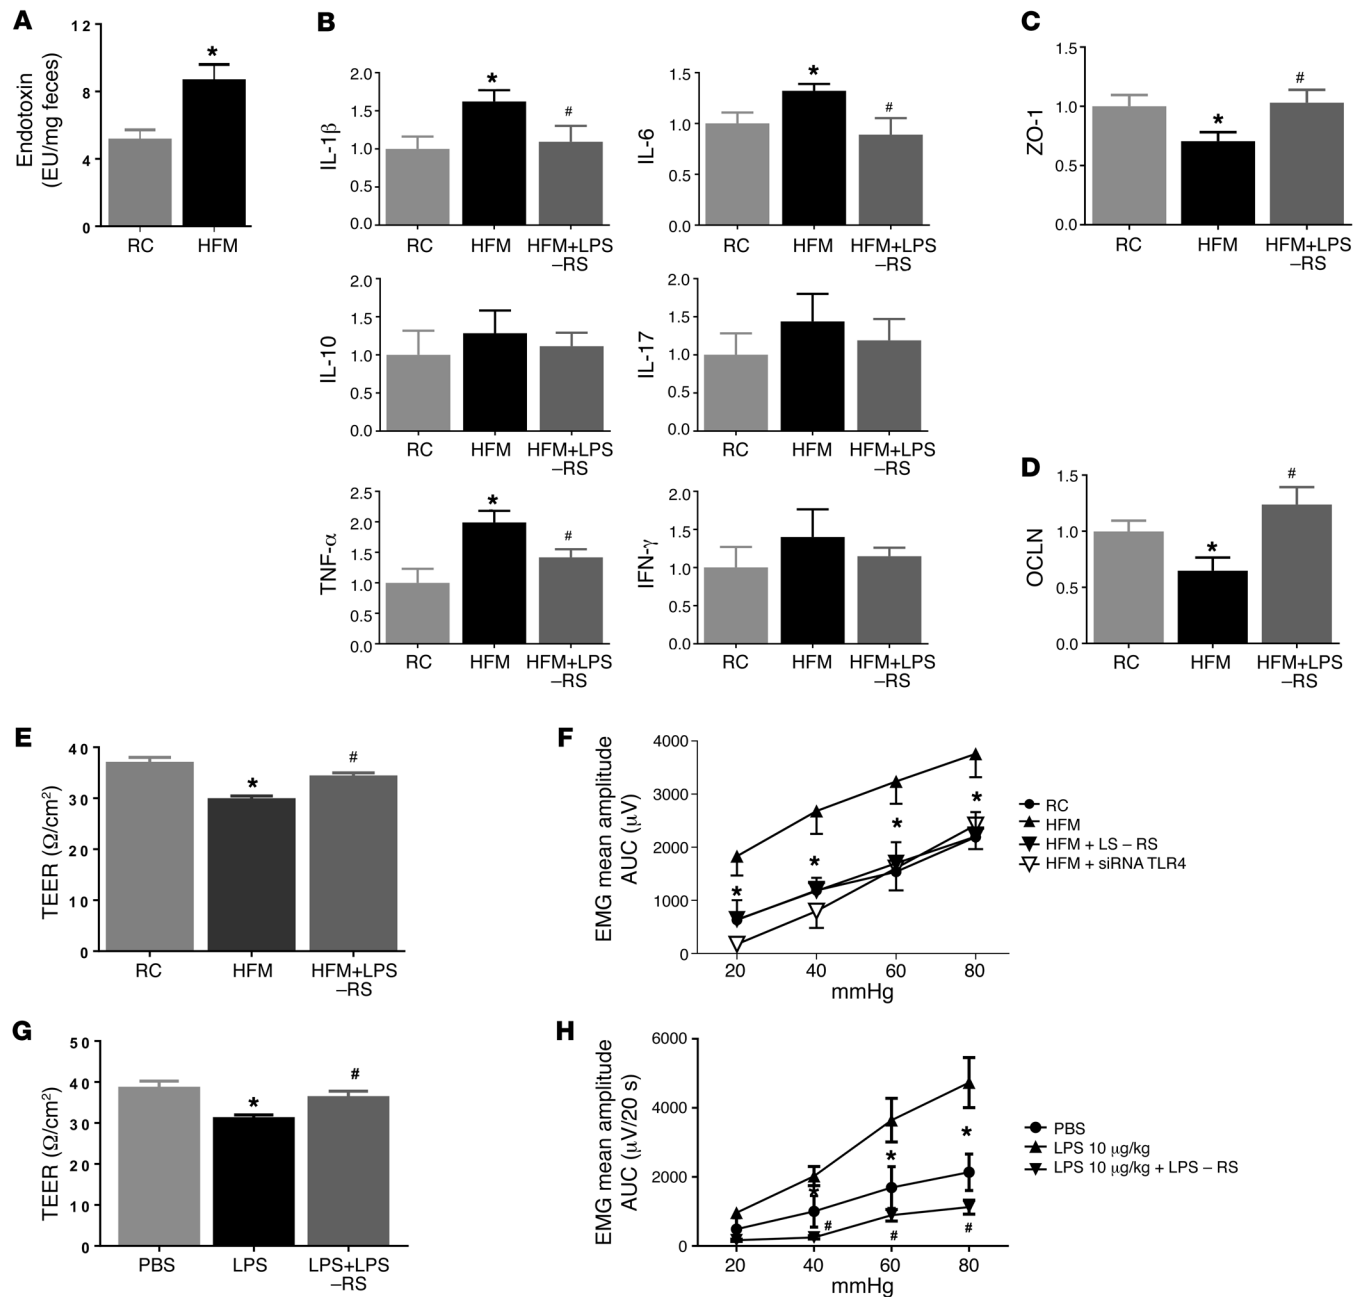 A
12
8
4
0
Endotoxin
(EU/mg feces)
*
RC
HFM
B
2.0
1.5
1.0
0.5
0.0
IL-1β
*
#
RC
HFM
HFM+LPS
–RS
1.5
1.0
0.5
0.0
IL-6
*
#
RC
HFM
HFM+LPS
–RS
2.0
1.5
1.0
0.5
0.0
IL-10
RC
HFM
HFM+LPS
–RS
2.0
1.5
1.0
0.5
0.0
IL-17
RC
HFM
HFM+LPS
–RS
2.5
2.0
1.5
1.0
0.5
0.0
TNF-α
*
#
RC
HFM
HFM+LPS
–RS
2.0
1.5
1.0
0.5
0.0
IFN-γ
RC
HFM
HFM+LPS
–RS
C
1.5
1.0
0.5
0.0
ZO-1
*
#
RC
HFM
HFM+LPS
–RS
D
1.5
1.0
0.5
0.0
OCLN
*
#
RC
HFM
HFM+LPS
–RS
E
40
30
20
10
0
TEER (Ω/cm²)
*
#
RC
HFM
HFM+LPS
–RS
F
4000
3000
2000
1000
0
EMG mean amplitude
AUC (μV)
*
*
*
*
20
40
60
80
mmHg
RC
HFM
HFM + LS – RS
HFM + siRNA TLR4
G
50
40
30
20
10
0
TEER (Ω/cm²)
*
#
PBS
LPS
LPS+LPS
–RS
H
6000
4000
2000
0
EMG mean amplitude
AUC (μV/20 s)
*
*
*
#
#
#
20
40
60
80
mmHg
PBS
LPS 10 μg/kg
LPS 10 μg/kg + LPS – RS